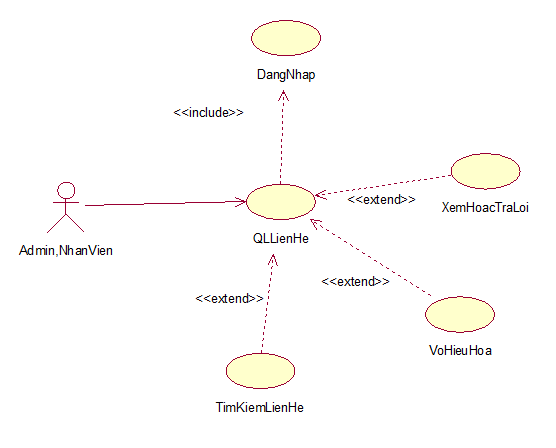 DangNhap
<<include>>
XemHoacTraLoi
<<extend>>
QLLienHe
Admin,NhanVien
<<extend>>
<<extend>>
VoHieuHoa
TimKiemLienHe